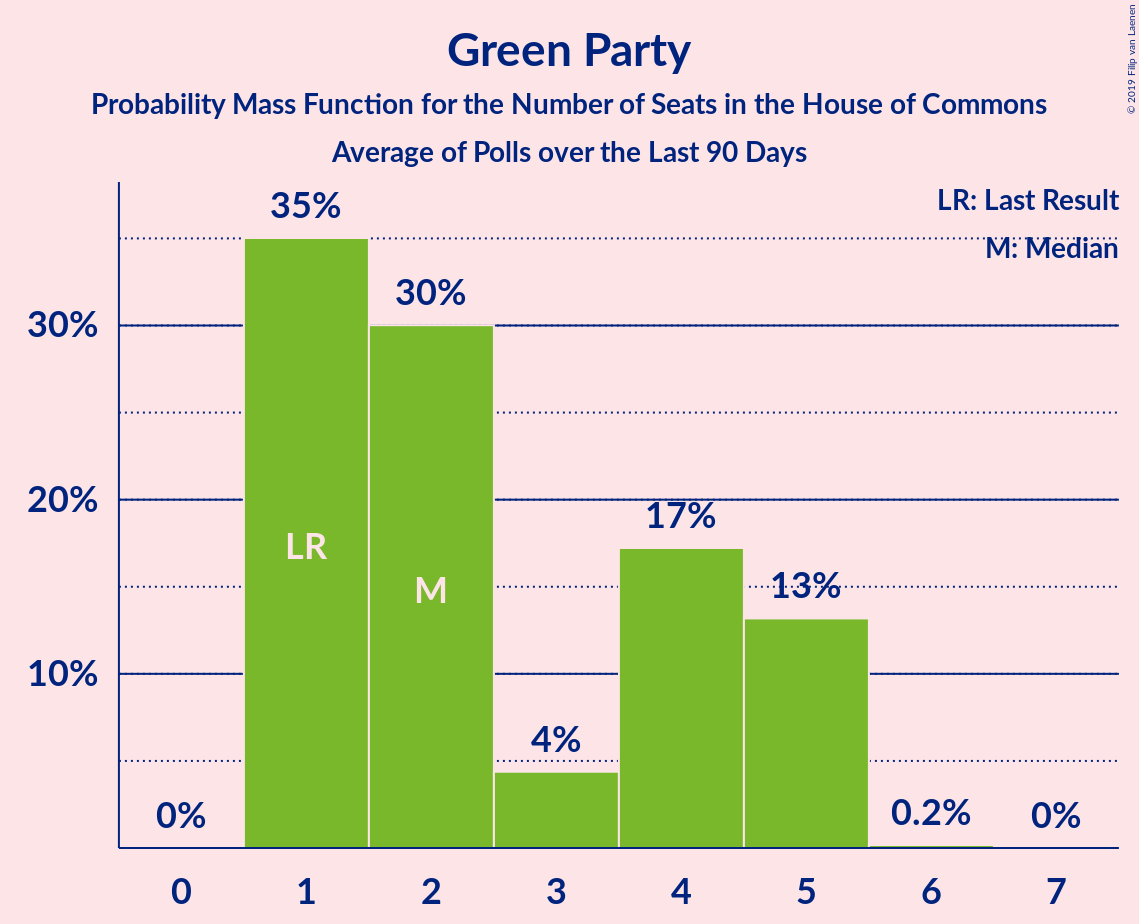 Green Party
Probability Mass Function for the Number of Seats in the House of Commons
Average of Polls over the Last 90 Days
© 2019 Filip van Laenen
LR: Last Result
M: Median
35%
30%
30%
20%
17%
LR
M
13%
10%
4%
0%
0.2%
0%
0 1 2 3 4 5 6 7